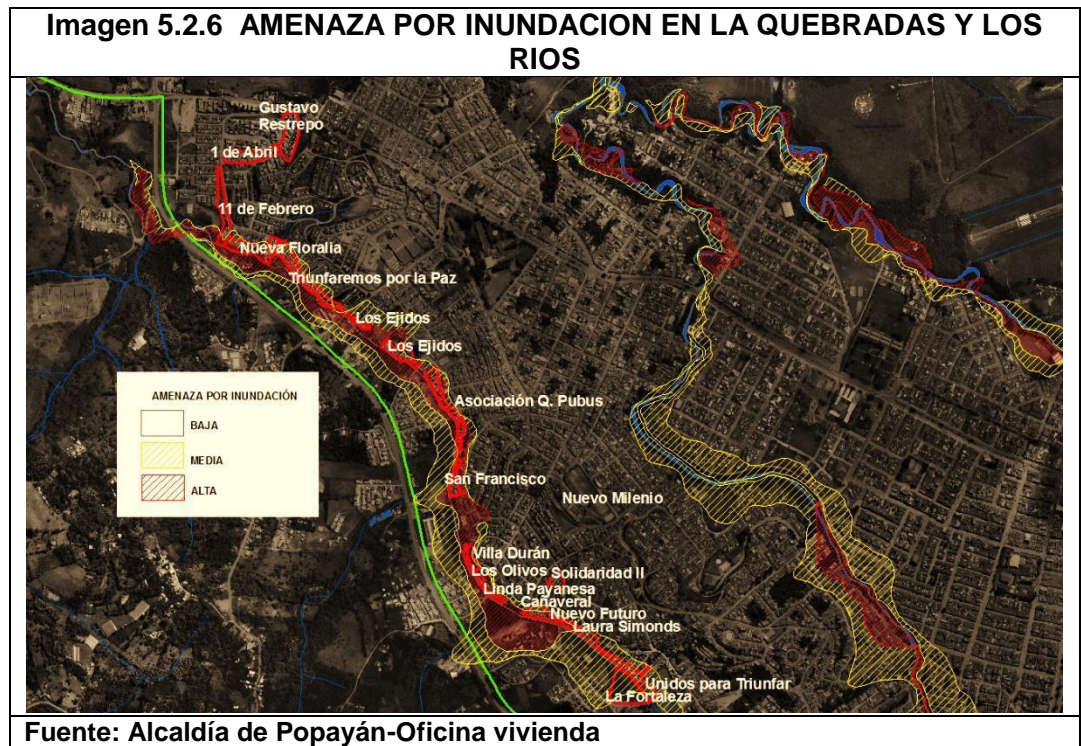 Imagen 5.2.6 AMENAZA POR INUNDACION EN LA QUEBRADAS Y LOS
RIOS
Gustavo
Restrepo
1 de Abril
11 de Febrero
Nueva Floralia
Triunfaremos por la Paz
Los Ejidos
Los Ejidos
Asociación Q. Pubus
AMENAZA POR INUNDACIÓN
BAJA
MEDIA
ALTA
San Francisco
Nuevo Milenio
Villa Durán
Los Olivos
Solidaridad II
Linda Payanesa
Cañaveral
Nuevo Futuro
Laura Simonds
Unidos para Triunfar
La Fortaleza
Fuente: Alcaldía de Popayán-Oficina vivienda